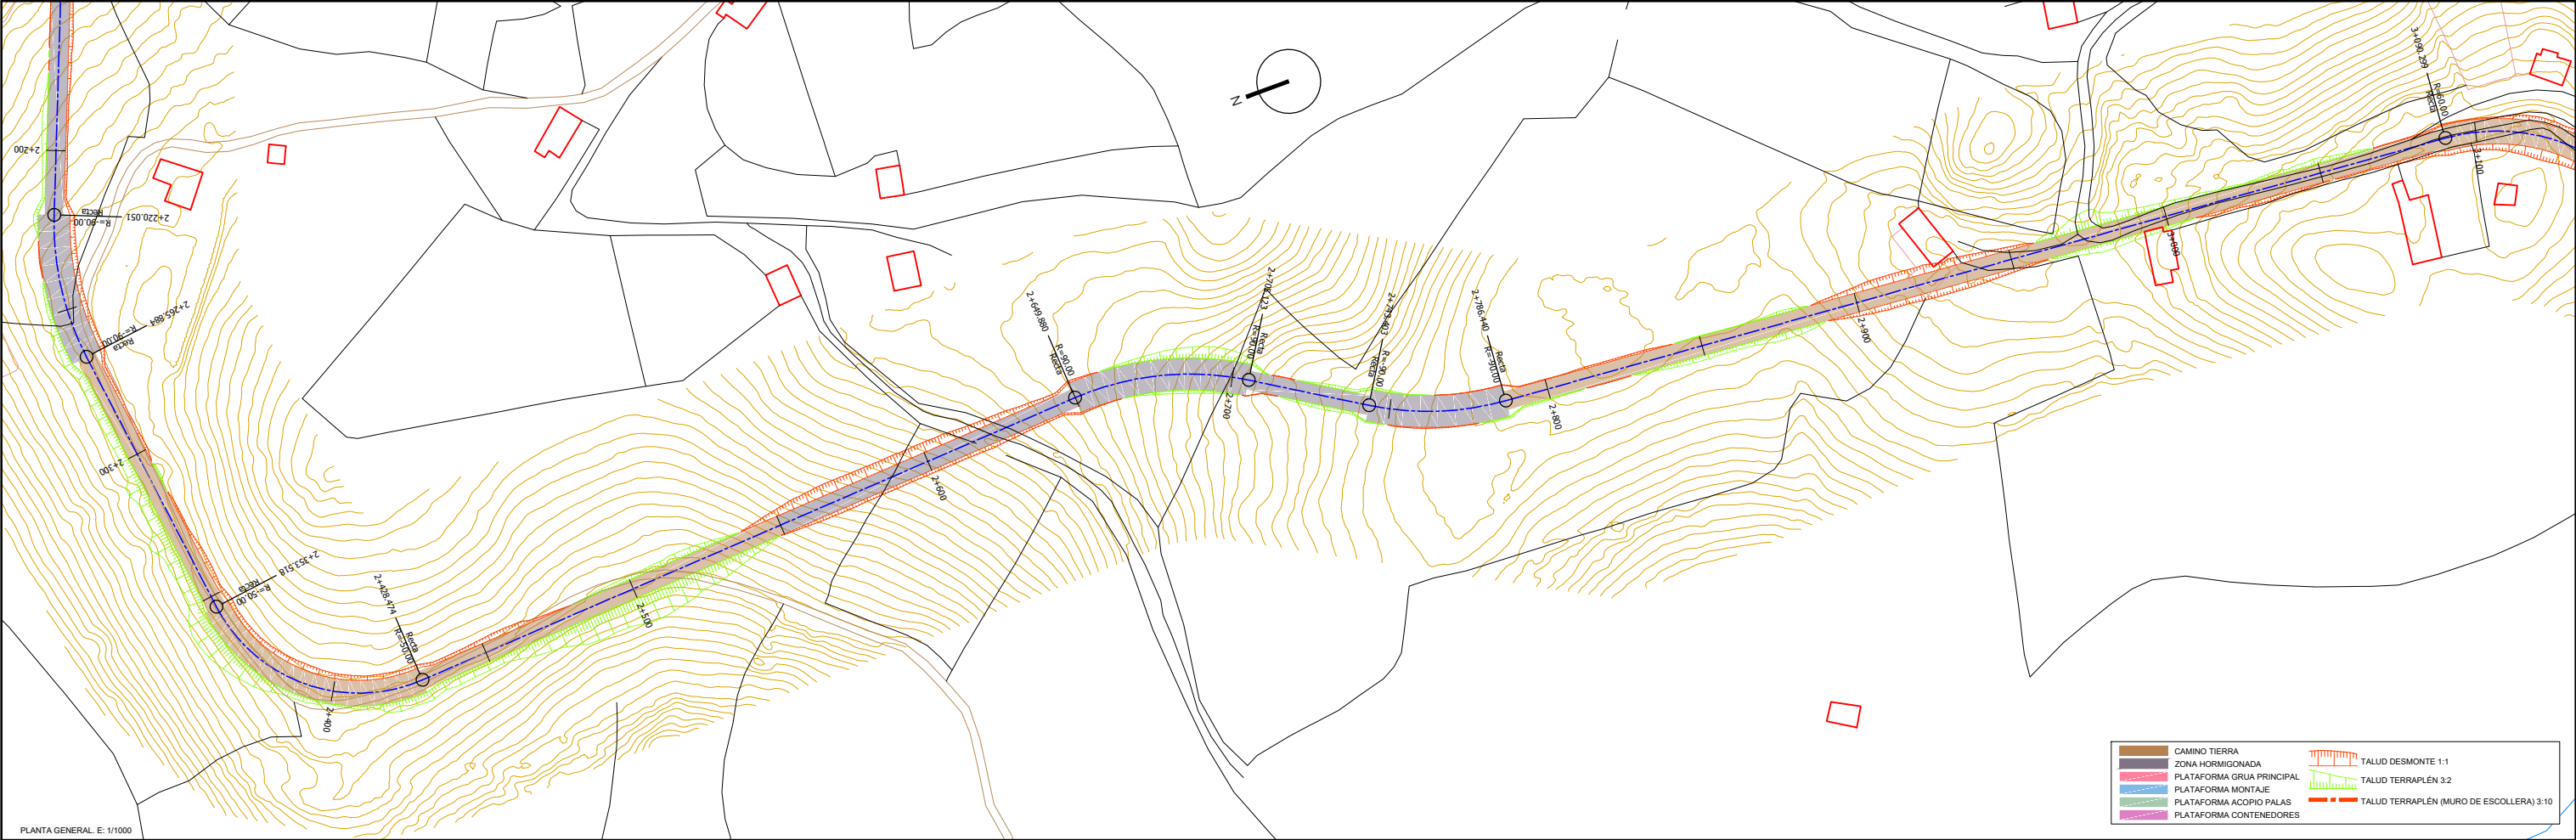 2+200
Recta
R=-90.00
2+220.051
2+265.884
R=-90.00
Recta
2+300
2+353.518
Recta
R=-50.00
2+400
2+428.474
Recta
R=-50.00
2+500
2+600
2+649.880
R=90.00
Recta
2+700
R=90.00
Recta
2+743.403
R=-90.00
Recta
2+786.440
Recta
R=-90.00
2+800
2+900
3+000
3+090.299
R=60.00
Recta
3+100
N
PLANTA GENERAL. E: 1/1000
CAMINO TIERRA
ZONA HORMIGONADA
PLATAFORMA GRUA PRINCIPAL
PLATAFORMA MONTAJE
PLATAFORMA ACOPIO PALAS
PLATAFORMA CONTENEDORES
TALUD DESMONTE 1:1
TALUD TERRAPLÉN 3:2
TALUD TERRAPLÉN (MURO DE ESCOLLERA) 3:10